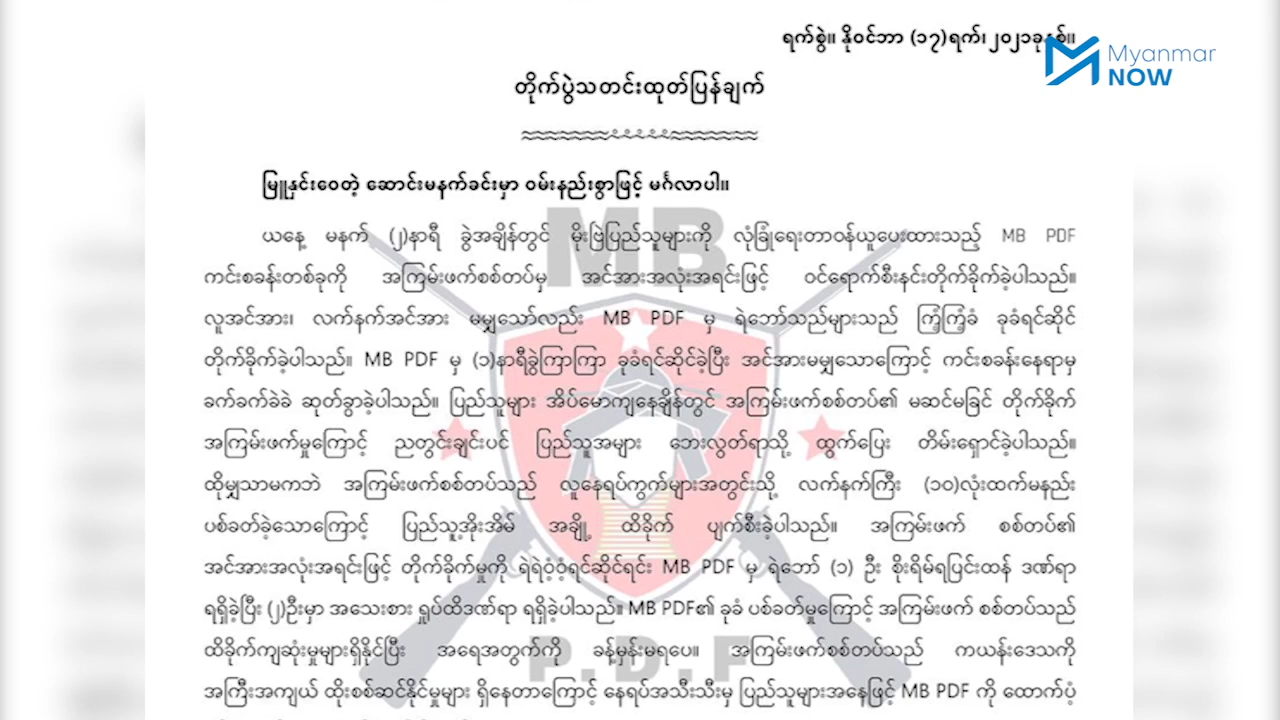 ရက်စွဲ။ နိုဝင်ဘာ (၁၇)ရက်၊၂၀၂၁ခုနှစ်။
Myanmar
NOW
တိုက်ပွဲသတင်းထုတ်ပြန်ချက်
မြူနှင်းဝေတဲ့ ဆောင်းမနက်ခင်းမှာ ဝမ်းနည်းစွာဖြင့် မင်္ဂလာပါ။
ယနေ့ မနက် (၂)နာရီ ခွဲအချိန်တွင် မိုးဗြဲပြည်သူများကို လုံခြုံရေးတာဝန်ယူပေးထားသည့် MB PDF
ကင်းစခန်းတစ်ခုကို အကြမ်းဖက်စစ်တပ်မှ အင်အားအလုံးအရင်းဖြင့် ဝင်ရောက်စီးနင်းတိုက်ခိုက်ခဲ့ပါသည်။
လူအင်အား၊ လက်နက်အင်အား မမျှသော်လည်း MB PDF မှ ရဲဘော်သည်များသည် ကြံ့ကြံ့ခံ ခုခံရင်ဆိုင်
တိုက်ခိုက်ခဲ့ပါသည်။ MB PDF မှ (၁)နာရီခွဲကြာကြာ ခုခံရင်ဆိုင်ခဲ့ပြီး အင်အားမမျှသောကြောင့် ကင်းစခန်းနေရာမှ
ခက်ခက်ခဲခဲ ဆုတ်ခွာခဲ့ပါသည်။ ပြည်သူများ အိပ်မောကျနေချိန်တွင် အကြမ်းဖက်စစ်တပ်၏ မဆင်မခြင် တိုက်ခိုက်
အကြမ်းဖက်မှုကြောင့် ညတွင်းချင်းပင် ပြည်သူအများ ဘေးလွတ်ရာသို့ ထွက်ပြေး တိမ်းရှောင်ခဲ့ပါသည်။
ထိုမျှသာမကဘဲ အကြမ်းဖက်စစ်တပ်သည် လူနေရပ်ကွက်များအတွင်းသို့ လက်နက်ကြီး (၁၀)လုံးထက်မနည်း
ပစ်ခတ်ခဲ့သောကြောင့် ပြည်သူ့အိုးအိမ် အချို့ ထိခိုက် ပျက်စီးခဲ့ပါသည်။ အကြမ်းဖက် စစ်တပ်၏
အင်အားအလုံးအရင်းဖြင့် တိုက်ခိုက်မှုကို ရဲရဲဝံ့ဝံ့ရင်ဆိုင်ရင်း MB PDF မှ ရဲဘော် (၁) ဦး စိုးရိမ်ရပြင်းထန် ဒဏ်ရာ
ရရှိခဲ့ပြီး (၂)ဦးမှာ အသေးစား ရှုပ်ထိဒဏ်ရာ ရရှိခဲ့ပါသည်။ MB PDF၏ ခုခံ ပစ်ခတ်မှုကြောင့် အကြမ်းဖက် စစ်တပ်သည်
ထိခိုက်ကျဆုံးမှုများရှိနိုင်ပြီး အရေအတွက်ကို ခန့်မှန်းမရပေ။ အကြမ်းဖက်စစ်တပ်သည် ကယန်းဒေသကို
အကြီးအကျယ် ထိုးစစ်ဆင်နိုင်မှုများ ရှိနေတာကြောင့် နေရပ်အသီးသီးမှ ပြည်သူများအနေဖြင့် MB PDF ကို ထောက်ပံ့
MB
P.D.F